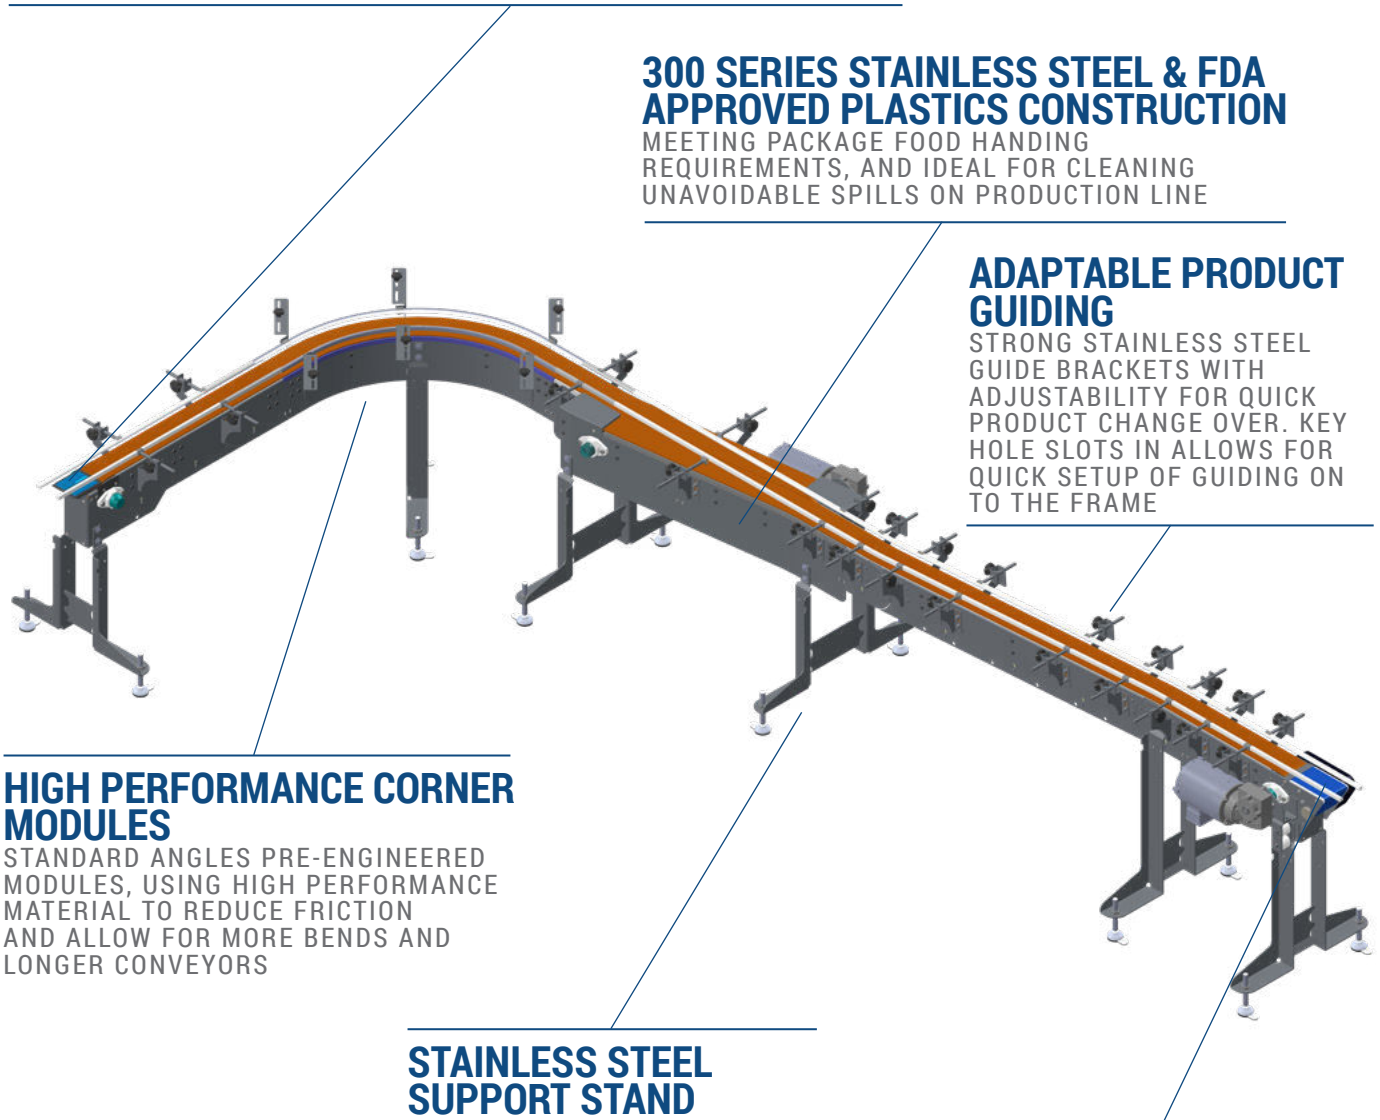 300 SERIES STAINLESS STEEL & FDA
APPROVED PLASTICS CONSTRUCTION
MEETING PACKAGE FOOD HANDING
REQUIREMENTS, AND IDEAL FOR CLEANING
UNAVOIDABLE SPILLS ON PRODUCTION LINE
ADAPTABLE PRODUCT
GUIDING
STRONG STAINLESS STEEL
GUIDE BRACKETS WITH
ADJUSTABILITY FOR QUICK
PRODUCT CHANGE OVER. KEY
HOLE SLOTS IN ALLOWS FOR
QUICK SETUP OF GUIDING ON
TO THE FRAME
HIGH PERFORMANCE CORNER
MODULES
STANDARD ANGLES PRE-ENGINEERED
MODULES, USING HIGH PERFORMANCE
MATERIAL TO REDUCE FRICTION
AND ALLOW FOR MORE BENDS AND
LONGER CONVEYORS
STAINLESS STEEL
SUPPORT STAND